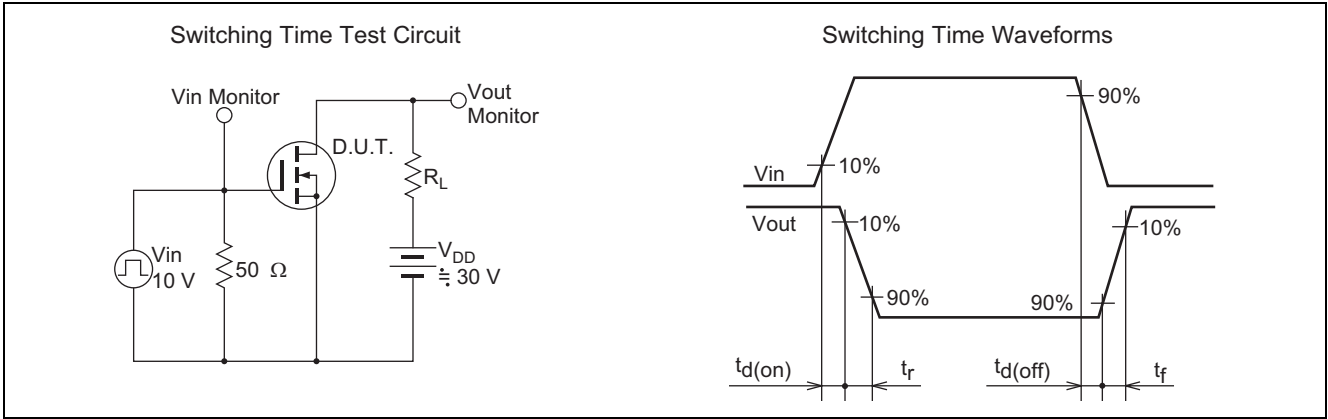 Switching Time Test Circuit
Vin Monitor
Vout
Monitor
D.U.T.
RL
Vin
10 V
50 Ω
VDD
≒ 30 V
Switching Time Waveforms
Vin
Vout
10%
90%
10%
90%
90%
10%
td(on)
tr
td(off)
tf